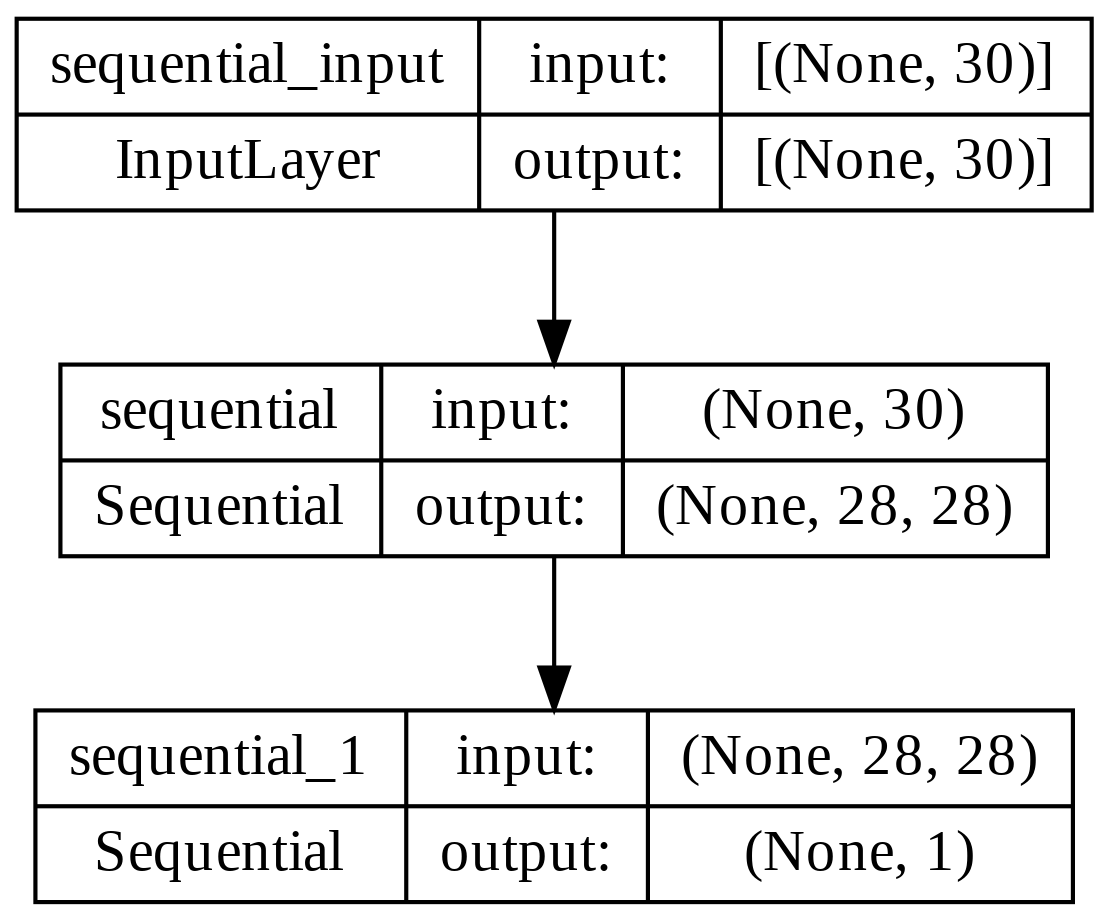 sequential_input input: [(None, 30)]
InputLayer output: [(None, 30)]
sequential input: (None, 30)
Sequential output: (None, 28, 28)
sequential_1 input: (None, 28, 28)
Sequential output: (None, 1)